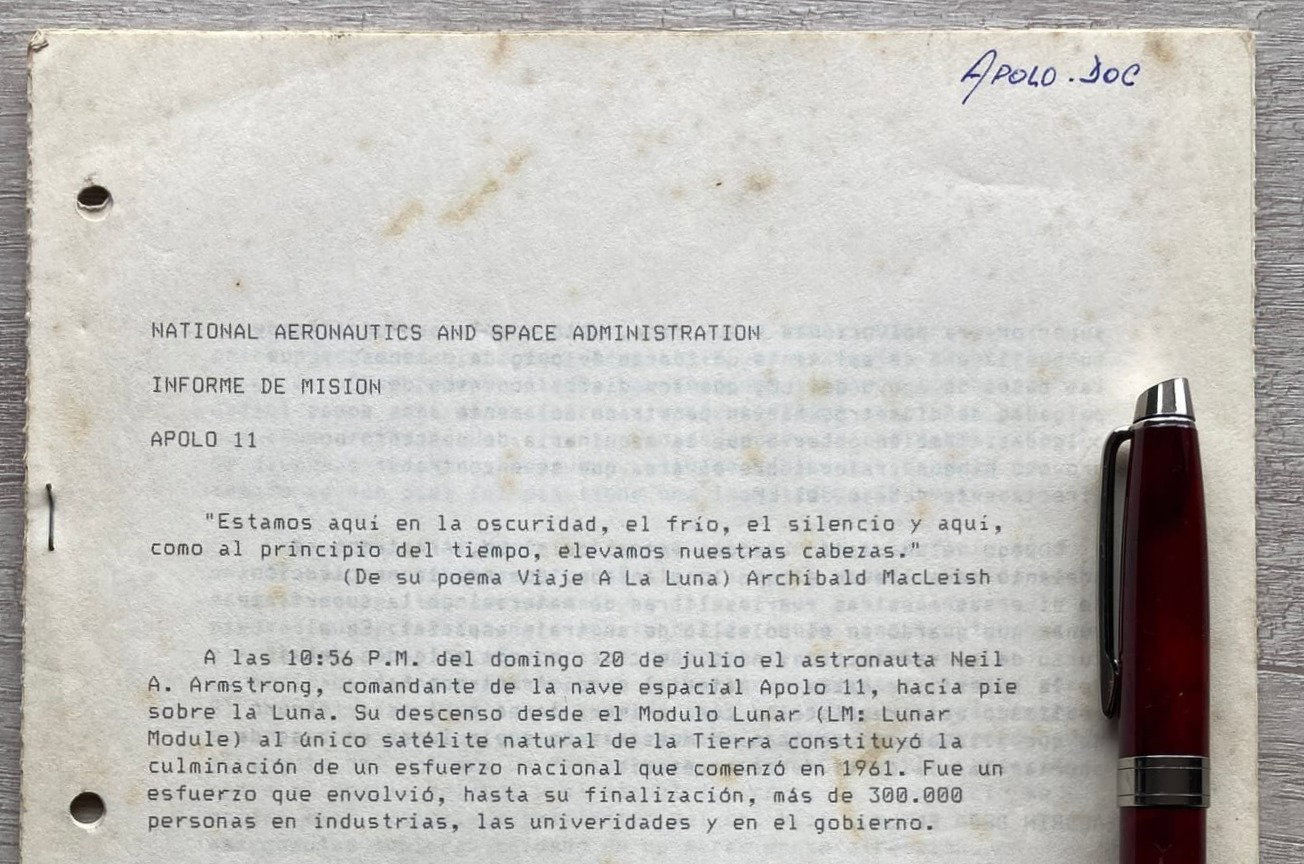 APOLO.DOC
NATIONAL AERONAUTICS AND SPACE ADMINISTRATION
INFORME DE MISION
APOLO 11
"Estamos aquí en la oscuridad, el frío, el silencio y aquí,
como al principio del tiempo, elevamos nuestras cabezas."
(De su poema Viaje A La Luna) Archibald MacLeish
A las 10:56 P.M. del domingo 20 de julio el astronauta Neil
A. Armstrong, comandante de la nave espacial Apolo 11, hacía pie
sobre la Luna. Su descenso desde el Modulo Lunar (LM: Lunar
Module) al único satélite natural de la Tierra constituyó la
culminación de un esfuerzo nacional que comenzó en 1961. Fue un
esfuerzo que envolvió, hasta su finalización, más de 300.000
personas en industrias, las univeridades y en el gobierno.